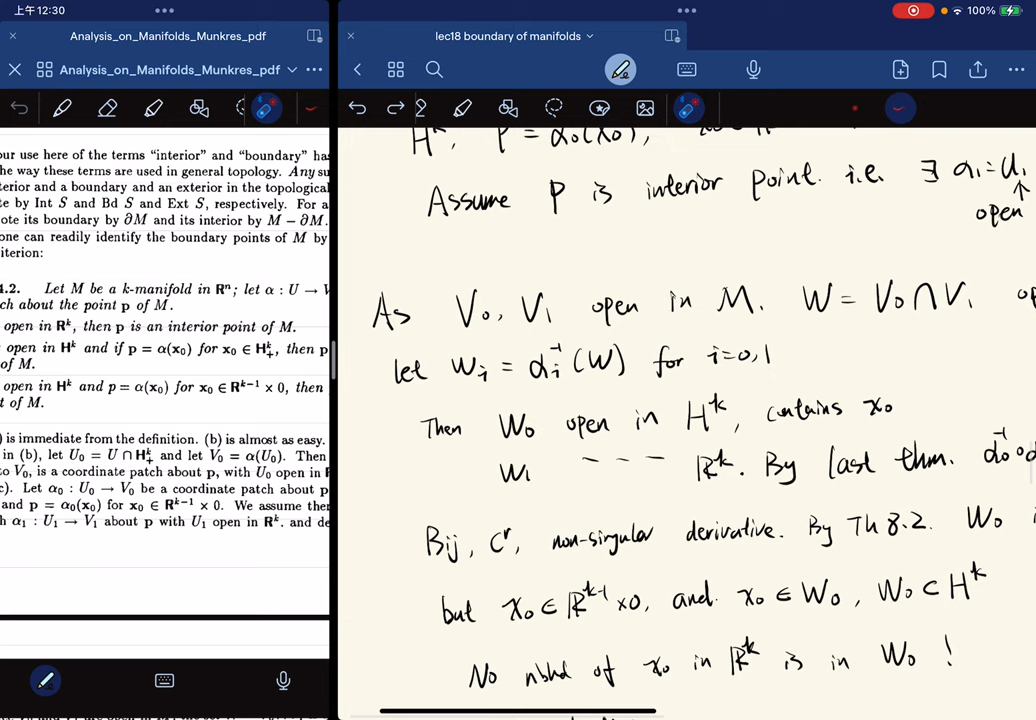 上午12:30
100%
Analysis_on_Manifolds_Munkres_pdf
Analysis_on_Manifolds_Munkres_pdf
our use here of the terms “interior” and “boundary” ha
he way these terms are used in general topology. Any su
terior and a boundary and an exterior in the topological
te by Int S and Bd S and Ext S, respectively. For a
ote its boundary by ∂M and its interior by M − ∂M.
one can readily identify the boundary points of M by
iterion:
4.2. Let M be a k-manifold in Rⁿ; let α : U → V
ch about the point p of M.
open in Rᵏ, then p is an interior point of M.
open in Hᵏ and if p = α(x₀) for x₀ ∈ Hᵏ₊, then p
of M.
open in Hᵏ and p = α(x₀) for x₀ ∈ Rᵏ⁻¹ × 0, then
t of M.
) is immediate from the definition. (b) is almost as easy.
in (b), let U₀ = U ∩ Hᵏ₊ and let V₀ = α(U₀). Then
to V₀, is a coordinate patch about p, with U₀ open in
c). Let α₀ : U₀ → V₀ be a coordinate patch about p
and p = α₀(x₀) for x₀ ∈ Rᵏ⁻¹ × 0. We assume ther
h α₁ : U₁ → V₁ about p with U₁ open in Rᵏ. and de
lec18 boundary of manifolds
Hᵏ, P = α₀(x₀),
Assume P is interior point. i.e. ∃ α₁ = U₁
↑
open
As V₀, V₁ open in M. W = V₀ ∩ V₁
let Wᵢ = αᵢ⁻¹ (W) for i=0,1
Then W₀ open in Hᵏ, contains x₀
W₁ - - - Rᵏ. By last thm. α₀⁻¹∘
Bij, Cʳ, non-singular derivative. By Th 8.2. W₀
but x₀ ∈ Rᵏ⁻¹ ×0, and x₀ ∈ W₀, W₀ ⊂ Hᵏ
No nbhd of x₀ in Rᵏ is in W₀ !